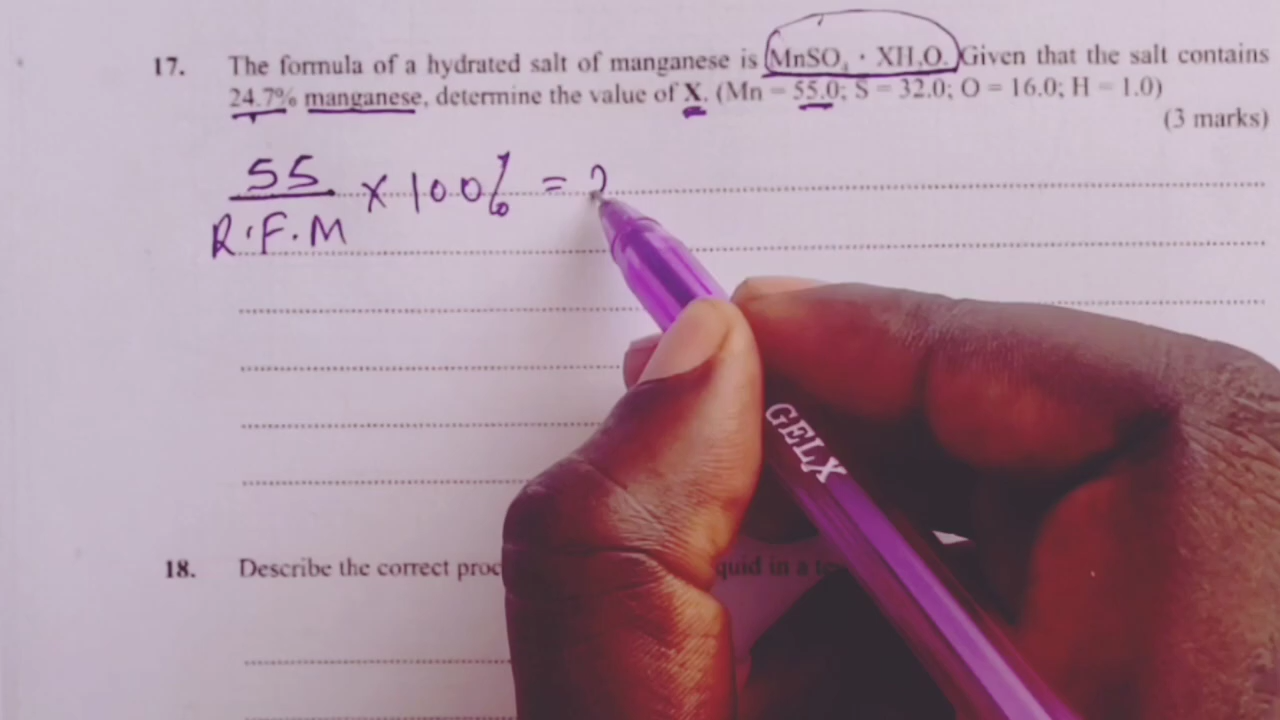 17. The formula of a hydrated salt of manganese is MnSO₄ · XH₂O. Given that the salt contains
24.7% manganese, determine the value of X. (Mn = 55.0; S = 32.0; O = 16.0; H = 1.0)
(3 marks)
55 × 100% = 2
R.F.M
GELX
18. Describe the correct quid in a